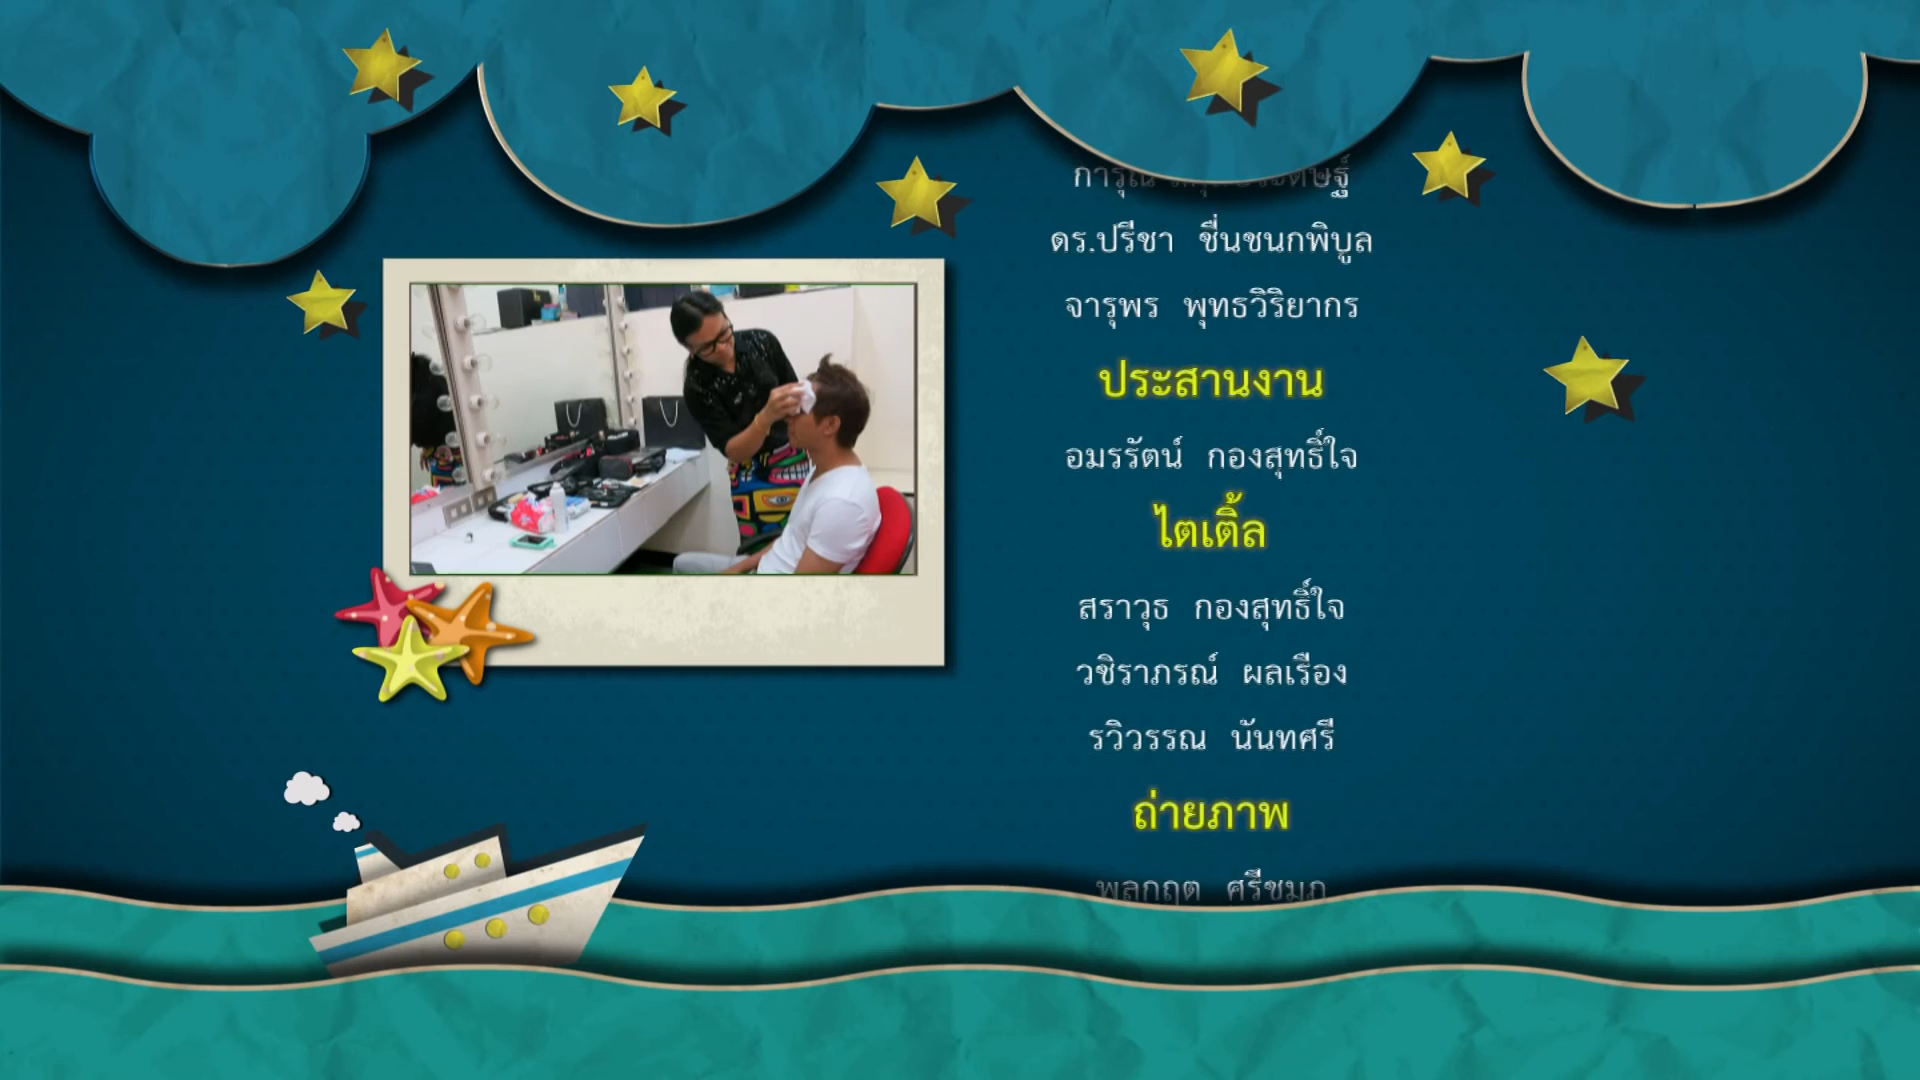 ดร.ปรีชา ชื่นชนกพิบูล
จารุพร พุทธวิริยากร
ประสานงาน
อมรรัตน์ กองสุทธิ์ใจ
ไตเติ้ล
สราวุธ กองสุทธิ์ใจ
วชิราภรณ์ ผลเรือง
รวิวรรณ นันทศรี
ถ่ายภาพ
พลกฤต